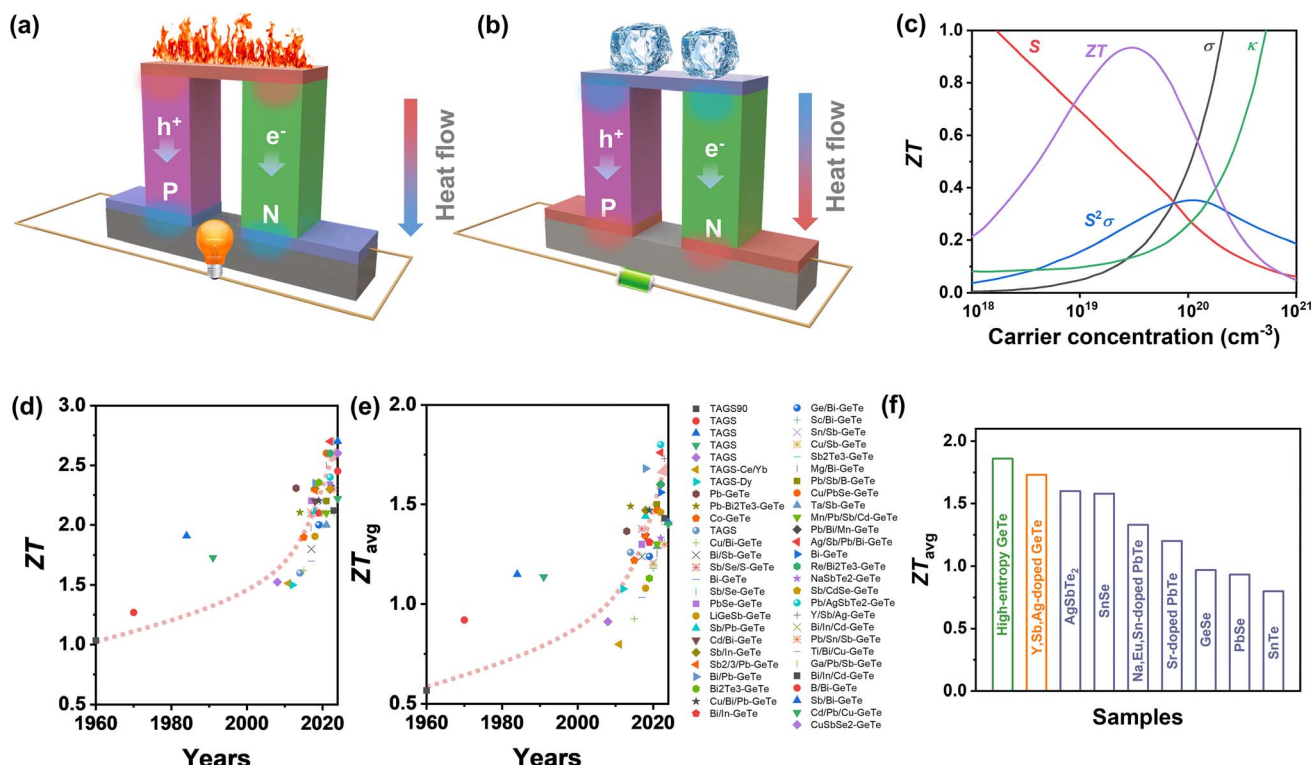 (a)
h⁺
e⁻
P
N
Heat flow
(b)
h⁺
e⁻
P
N
Heat flow
(c)
1.0
0.8
0.6
0.4
0.2
0.0
ZT
S
ZT
σ
κ
S²σ
10¹⁸
10¹⁹
10²⁰
10²¹
Carrier concentration (cm⁻³)
(d)
3.0
2.5
2.0
1.5
1.0
0.5
ZT
1960
1980
2000
2020
Years
(e)
2.0
1.5
1.0
0.5
ZTavg
1960
1980
2000
2020
Years
TAGS90
TAGS
TAGS
TAGS
TAGS
TAGS-Ce/Yb
TAGS-Dy
Pb-GeTe
Pb-Bi2Te3-GeTe
Co-GeTe
TAGS
Cu/Bi-GeTe
Bi/Sb-GeTe
Sb/Se/S-GeTe
Bi-GeTe
Sb/Se-GeTe
PbSe-GeTe
LiGeSb-GeTe
Sb/Pb-GeTe
Cd/Bi-GeTe
Sb/In-GeTe
Sb2/3/Pb-GeTe
Bi/Pb-GeTe
Bi2Te3-GeTe
Cu/Bi/Pb-GeTe
Bi/In-GeTe
Ge/Bi-GeTe
Sc/Bi-GeTe
Sn/Sb-GeTe
Cu/Sb-GeTe
Sb2Te3-GeTe
Mg/Bi-GeTe
Pb/Sb/B-GeTe
Cu/PbSe-GeTe
Ta/Sb-GeTe
Mn/Pb/Sb/Cd-GeTe
Pb/Bi/Mn-GeTe
Ag/Sb/Pb/Bi-GeTe
Bi-GeTe
Re/Bi2Te3-GeTe
NaSbTe2-GeTe
Sb/CdSe-GeTe
Pb/AgSbTe2-GeTe
Y/Sb/Ag-GeTe
Bi/In/Cd-GeTe
Pb/Sn/Sb-GeTe
Ti/Bi/Cu-GeTe
Ga/Pb/Sb-GeTe
Bi/In/Cd-GeTe
B/Bi-GeTe
Sb/Bi-GeTe
Cd/Pb/Cu-GeTe
CuSbSe2-GeTe
(f)
2.0
1.5
1.0
0.5
0.0
ZTavg
High-entropy GeTe
Y,Sb,Ag-doped GeTe
AgSbTe₂
SnSe
Na,Eu,Sn-doped PbTe
Sr-doped PbTe
GeSe
PbSe
SnTe
Samples